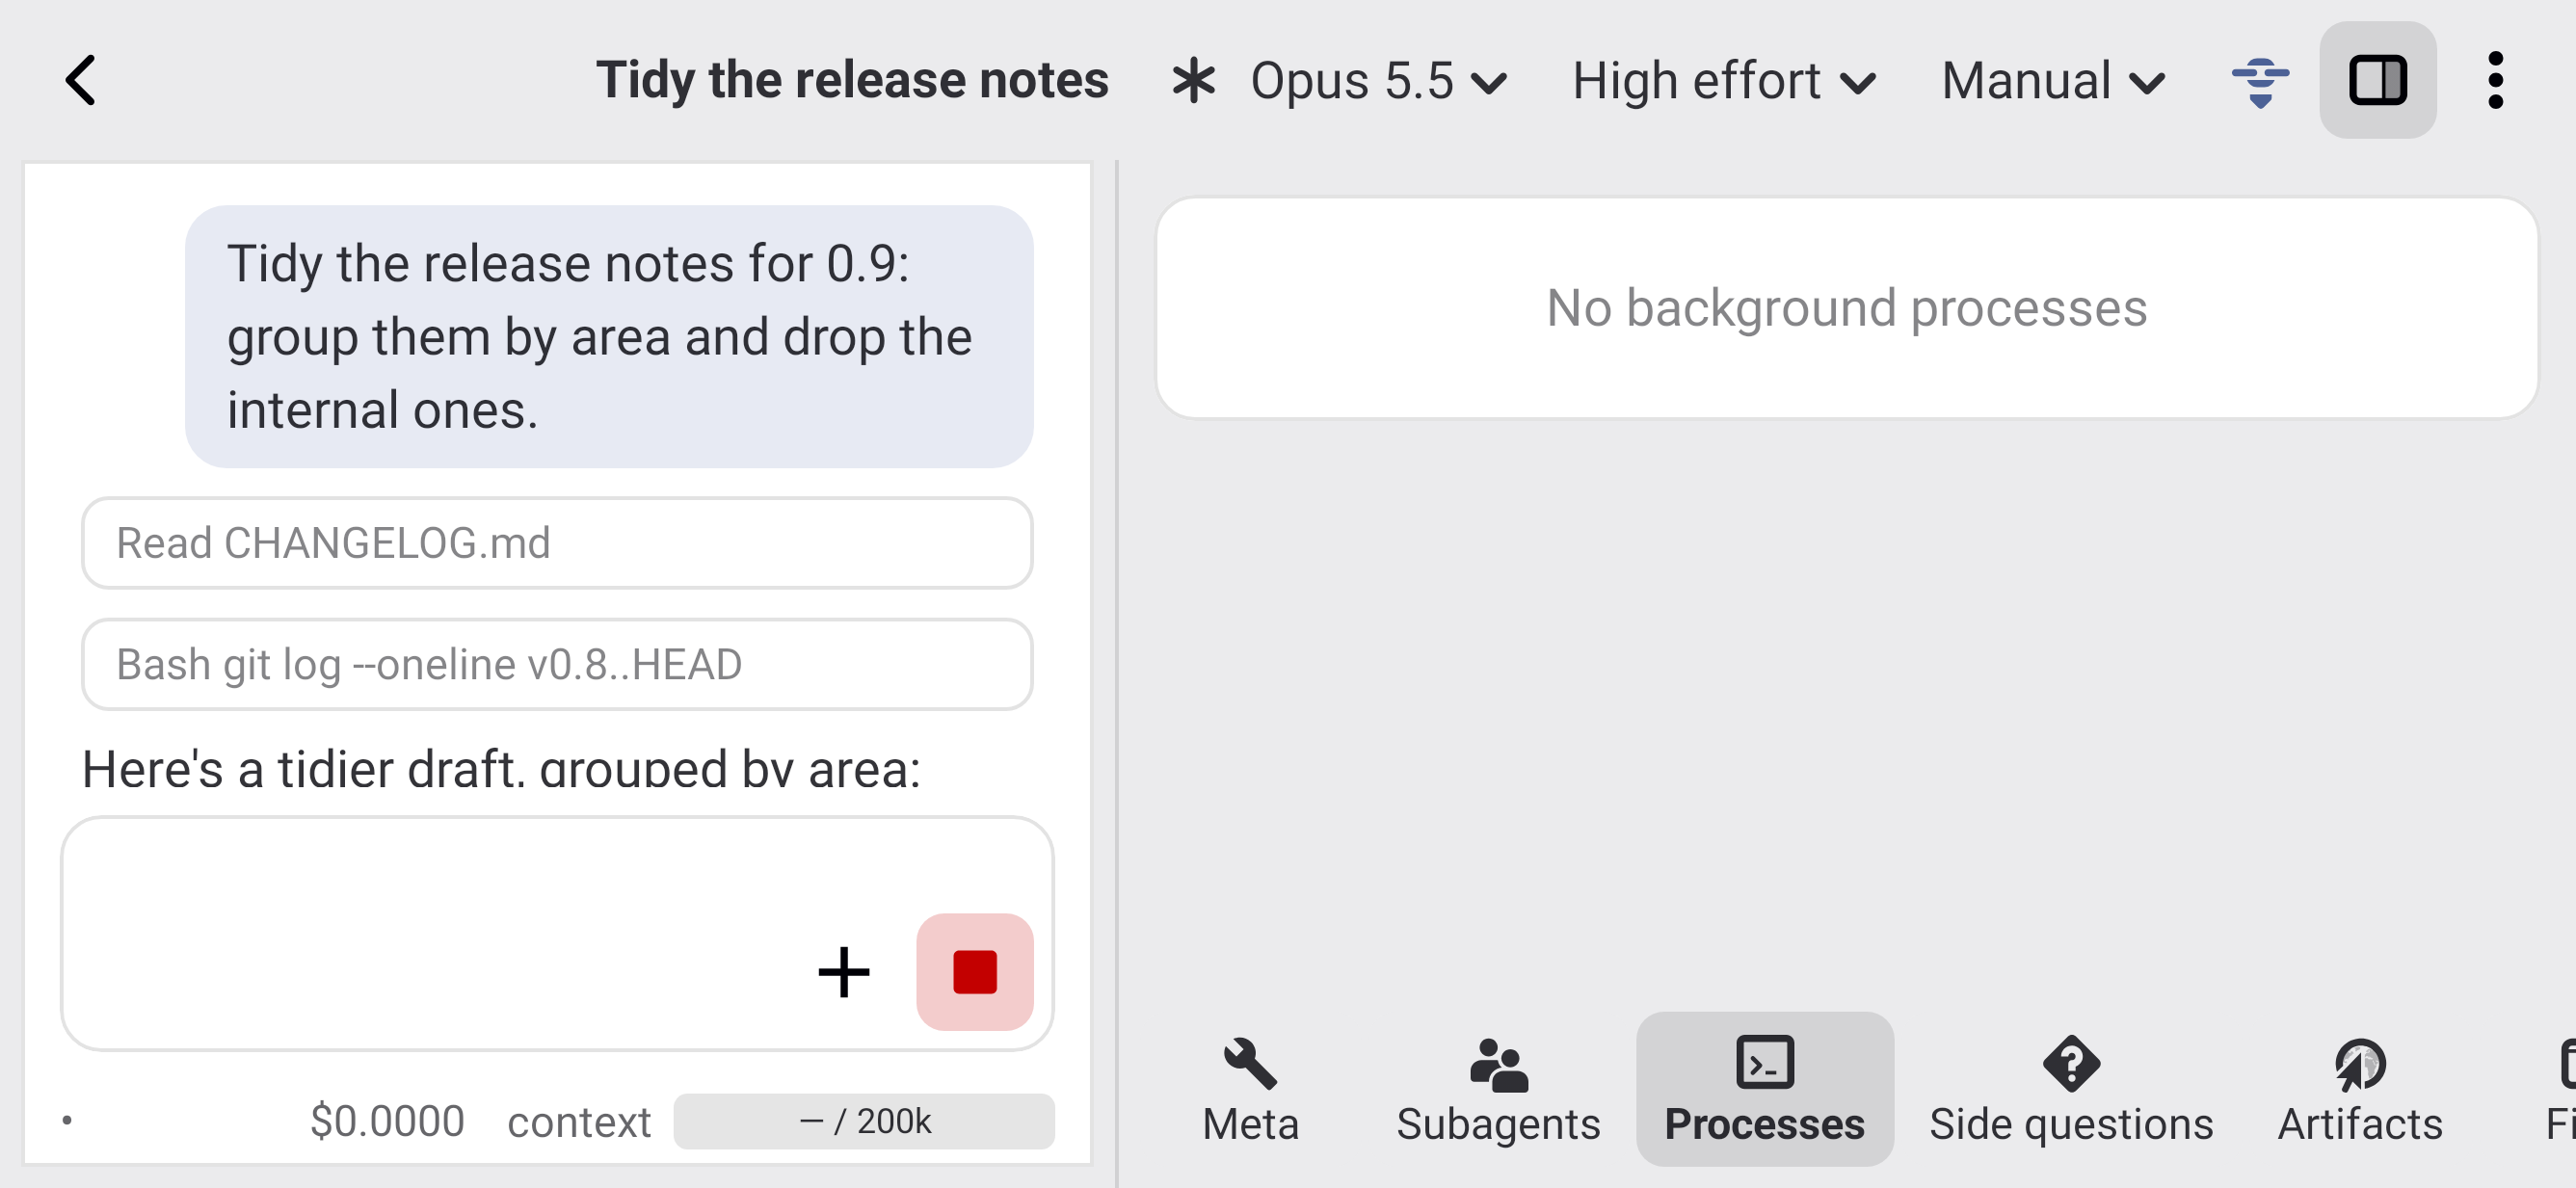 Tidy the release notes
Opus 5.5
High effort
Manual
Tidy the release notes for 0.9:
group them by area and drop the
internal ones.
Read CHANGELOG.md
Bash git log --oneline v0.8..HEAD
Here's a tidier draft, grouped by area:
$0.0000 context — / 200k
No background processes
Meta
Subagents
Processes
Side questions
Artifacts